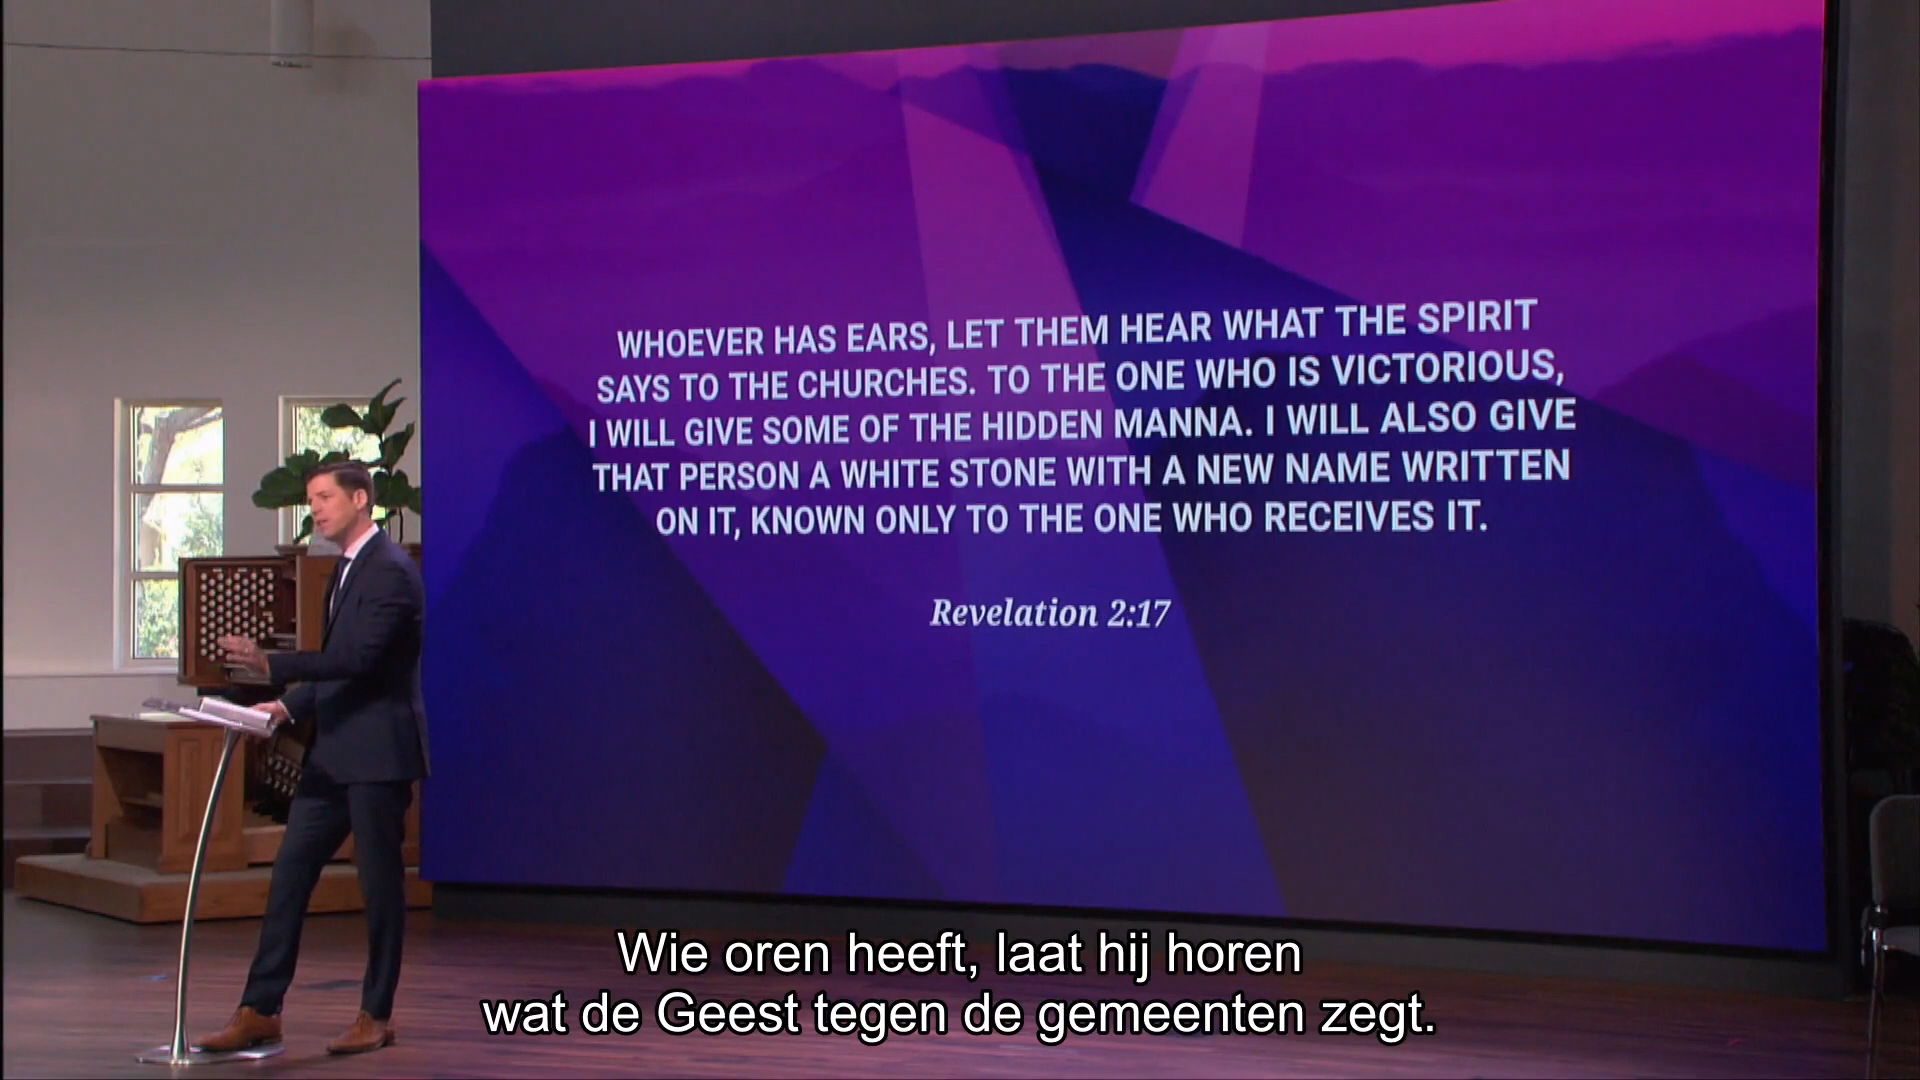 WHOEVER HAS EARS, LET THEM HEAR WHAT THE SPIRIT
SAYS TO THE CHURCHES. TO THE ONE WHO IS VICTORIOUS,
I WILL GIVE SOME OF THE HIDDEN MANNA. I WILL ALSO GIVE
THAT PERSON A WHITE STONE WITH A NEW NAME WRITTEN
ON IT, KNOWN ONLY TO THE ONE WHO RECEIVES IT.
Revelation 2:17
Wie oren heeft, laat hij horen
wat de Geest tegen de gemeenten zegt.